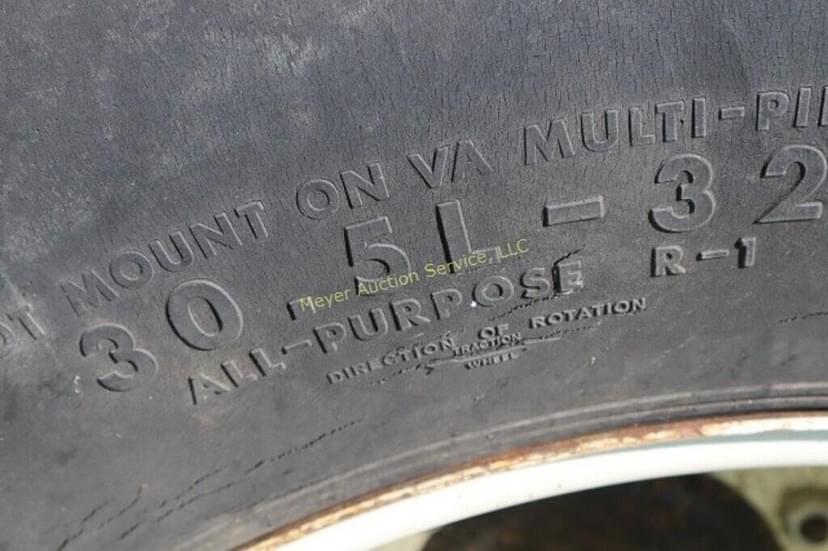 OT MOUNT ON VA MULTI-PI
30.5L-32
ALL-PURPOSE R-1
DIRECTION OF ROTATION
TRACTION
WHEEL
Meyer Auction Service, LLC